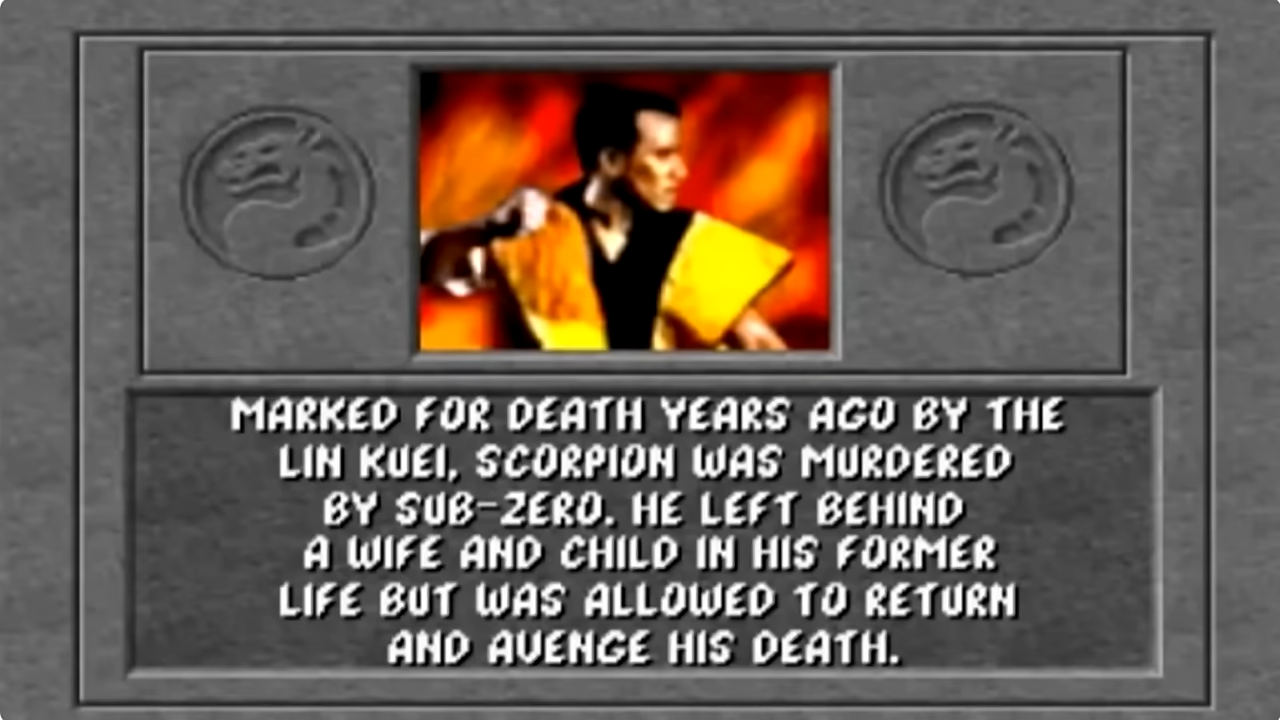 MARKED FOR DEATH YEARS AGO BY THE
LIN KUEI, SCORPION WAS MURDERED
BY SUB-ZERO. HE LEFT BEHIND
A WIFE AND CHILD IN HIS FORMER
LIFE BUT WAS ALLOWED TO RETURN
AND AVENGE HIS DEATH.